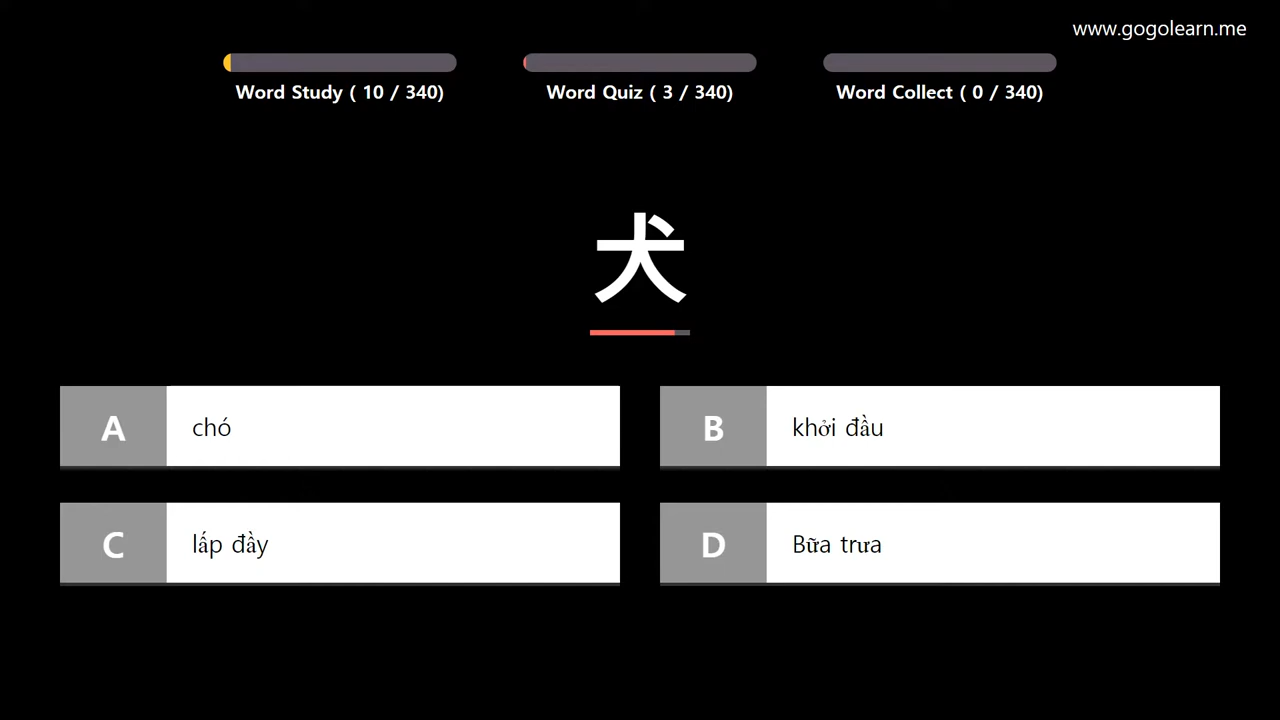 www.gogolearn.me
Word Study ( 10 / 340)
Word Quiz ( 3 / 340)
Word Collect ( 0 / 340)
犬
A chó
B khởi đầu
C lấp đầy
D Bữa trưa